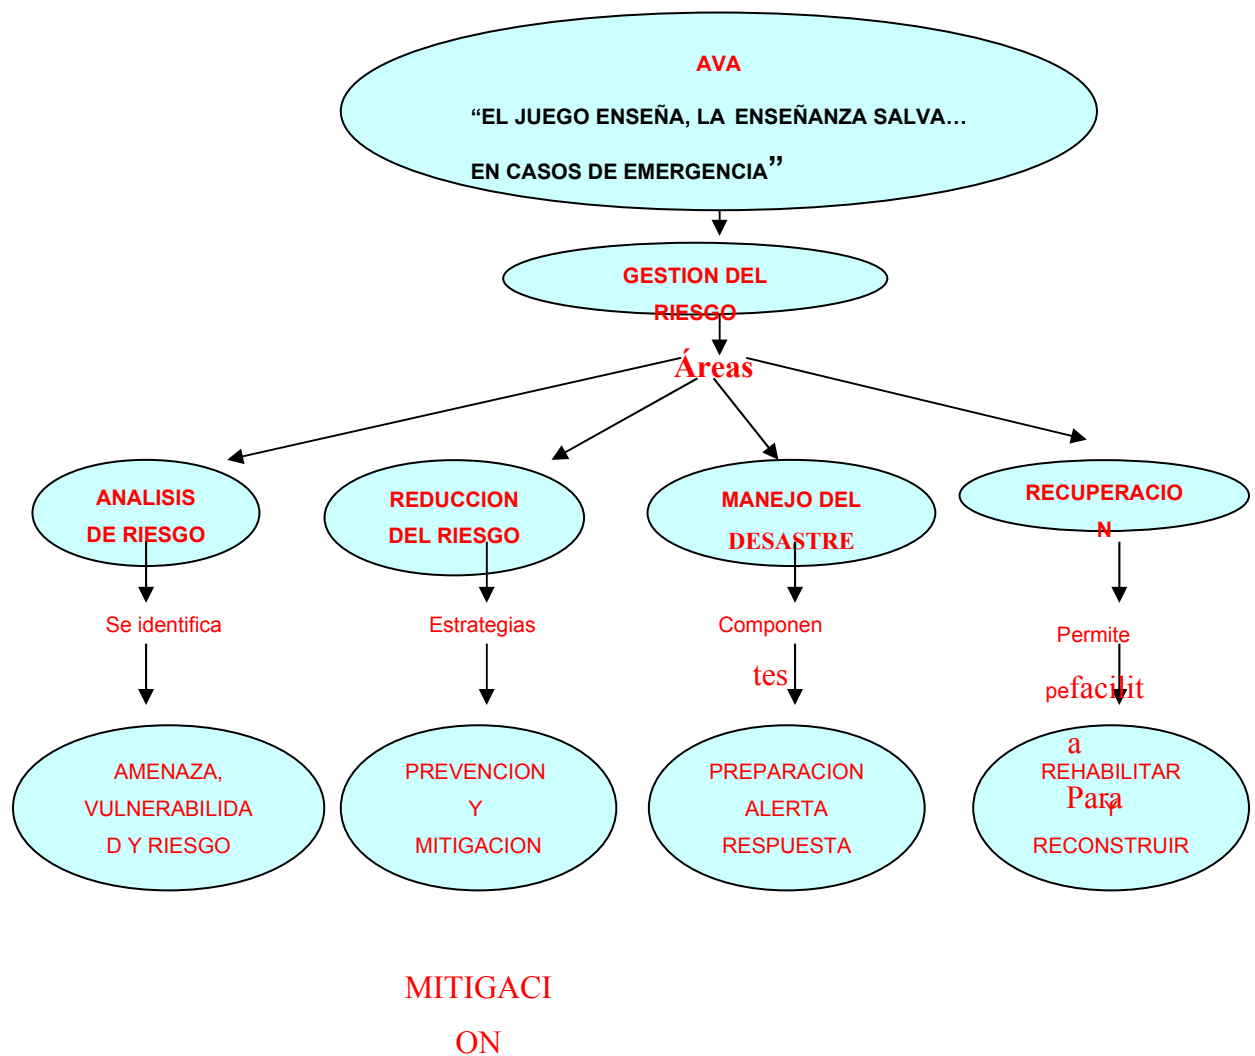 AVA
“EL JUEGO ENSEÑA, LA ENSEÑANZA SALVA…
EN CASOS DE EMERGENCIA”
GESTION DEL
RIESGO
Áreas
ANALISIS
DE RIESGO
REDUCCION
DEL RIESGO
MANEJO DEL
DESASTRE
RECUPERACIO
N
Se identifica
Estrategias
Componen
tes
Permite
pefacilit
a
Para
AMENAZA,
VULNERABILIDA
D Y RIESGO
PREVENCION
Y
MITIGACION
PREPARACION
ALERTA
RESPUESTA
REHABILITAR
Y
RECONSTRUIR
MITIGACI
ON